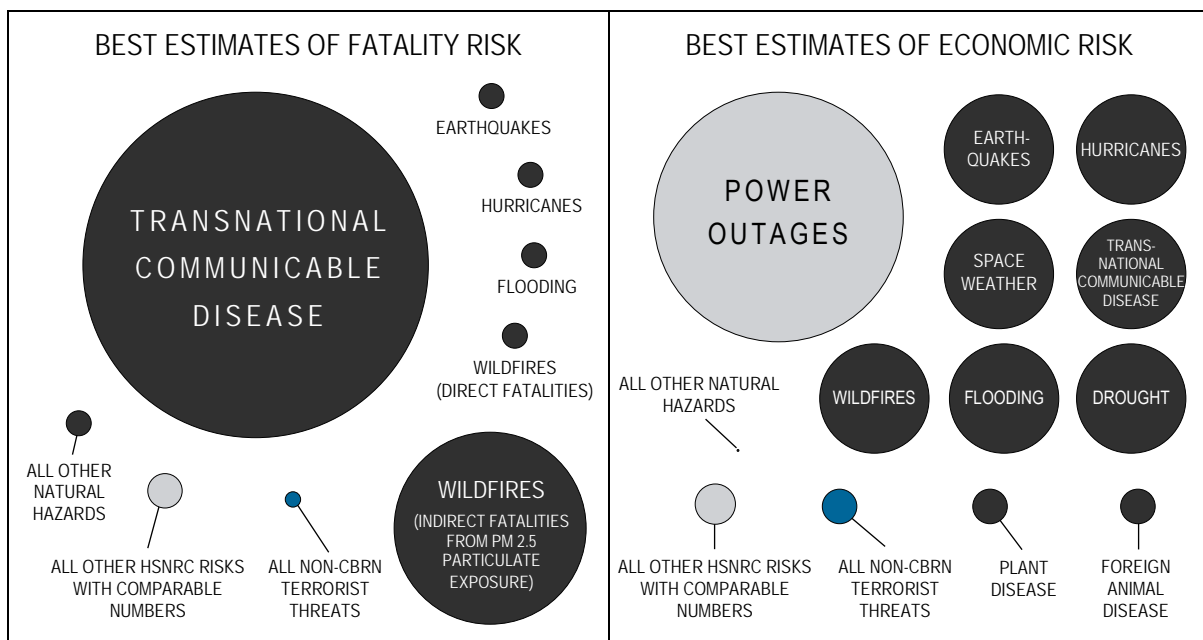 BEST ESTIMATES OF FATALITY RISK
TRANSNATIONAL
COMMUNICABLE
DISEASE
EARTHQUAKES
HURRICANES
FLOODING
WILDFIRES
(DIRECT FATALITIES)
ALL OTHER
NATURAL
HAZARDS
ALL OTHER HSNRC RISKS
WITH COMPARABLE
NUMBERS
ALL NON-CBRN
TERRORIST
THREATS
WILDFIRES
(INDIRECT FATALITIES
FROM PM 2.5
PARTICULATE
EXPOSURE)
BEST ESTIMATES OF ECONOMIC RISK
POWER
OUTAGES
EARTH-
QUAKES
HURRICANES
SPACE
WEATHER
TRANS-
NATIONAL
COMMUNICABLE
DISEASE
ALL OTHER NATURAL
HAZARDS
WILDFIRES
FLOODING
DROUGHT
ALL OTHER HSNRC RISKS
WITH COMPARABLE
NUMBERS
ALL NON-CBRN
TERRORIST
THREATS
PLANT
DISEASE
FOREIGN
ANIMAL
DISEASE